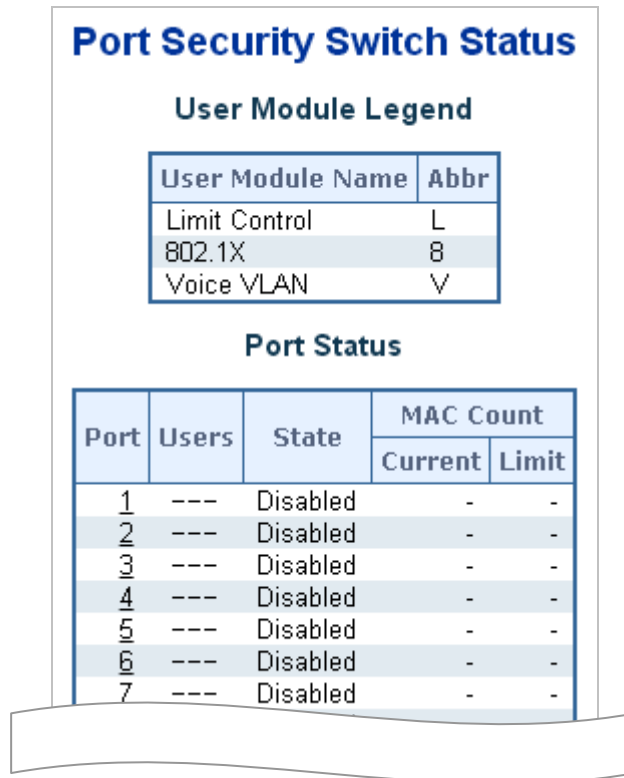 Port Security Switch Status
User Module Legend
User Module Name Abbr
Limit Control L
802.1X 8
Voice VLAN V
Port Status
Port Users State MAC Count
Current Limit
1 --- Disabled - -
2 --- Disabled - -
3 --- Disabled - -
4 --- Disabled - -
5 --- Disabled - -
6 --- Disabled - -
7 --- Disabled - -